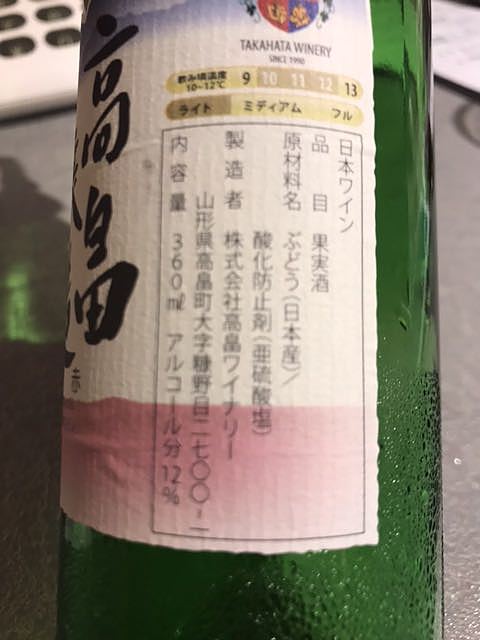 TAKAHATA WINERY
SINCE 1990
飲み頃温度
10~12℃
9 10 11 12 13
ライト ミディアム フル
高畠
日本ワイン
品目 果実酒
原材料名 ぶどう(日本産)/
酸化防止剤(亜硫酸塩)
製造者 株式会社高畠ワイナリー
山形県高畠町大字糠野目二七〇〇-一
内容量 360㎖ アルコール分12%